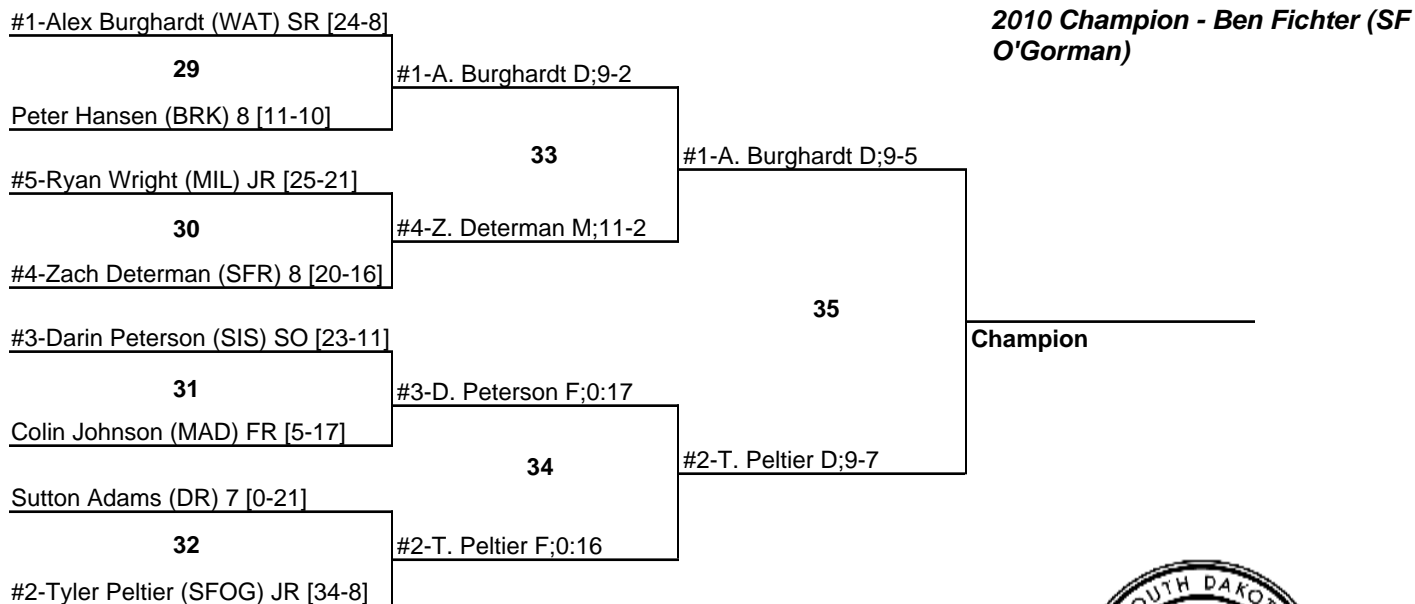 #1-Alex Burghardt (WAT) SR [24-8]
2010 Champion - Ben Fichter (SF
O'Gorman)
29
#1-A. Burghardt D;9-2
Peter Hansen (BRK) 8 [11-10]
33
#1-A. Burghardt D;9-5
#5-Ryan Wright (MIL) JR [25-21]
30
#4-Z. Determan M;11-2
#4-Zach Determan (SFR) 8 [20-16]
35
#3-Darin Peterson (SIS) SO [23-11]
Champion
31
#3-D. Peterson F;0:17
Colin Johnson (MAD) FR [5-17]
34
#2-T. Peltier D;9-7
Sutton Adams (DR) 7 [0-21]
32
#2-T. Peltier F;0:16
#2-Tyler Peltier (SFOG) JR [34-8]